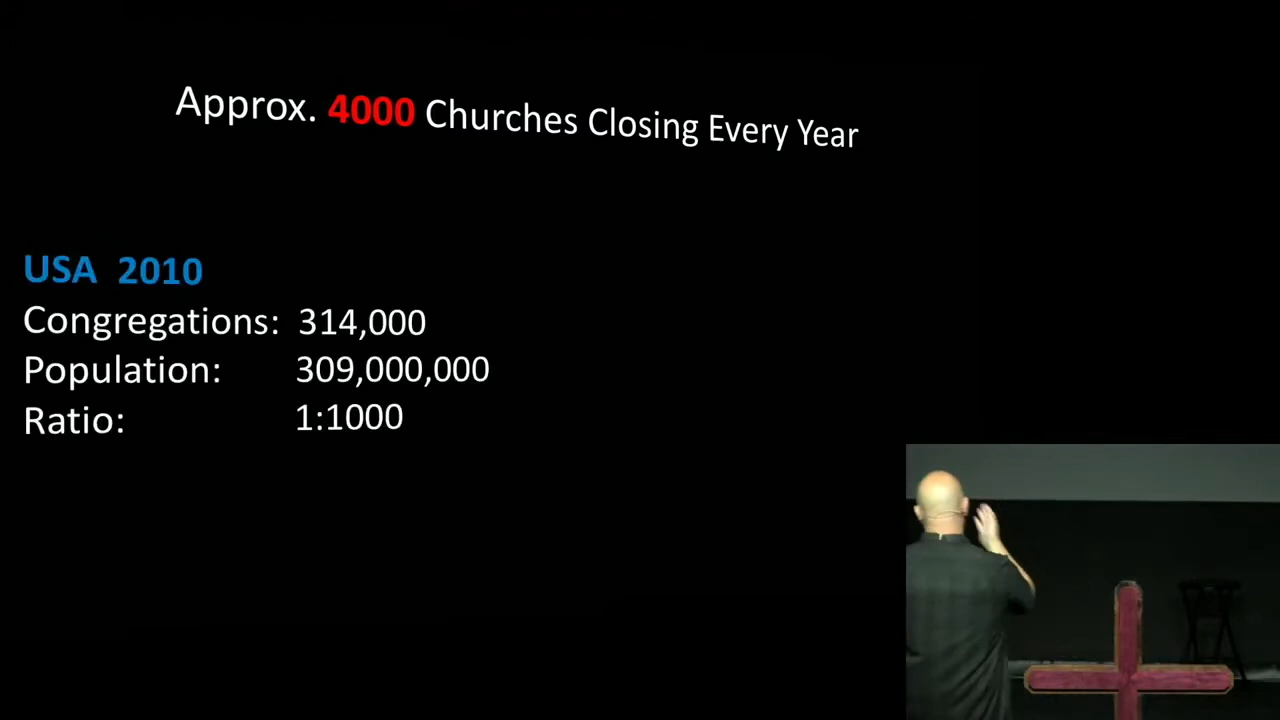 Approx. 4000 Churches Closing Every Year
USA 2010
Congregations: 314,000
Population: 309,000,000
Ratio: 1:1000